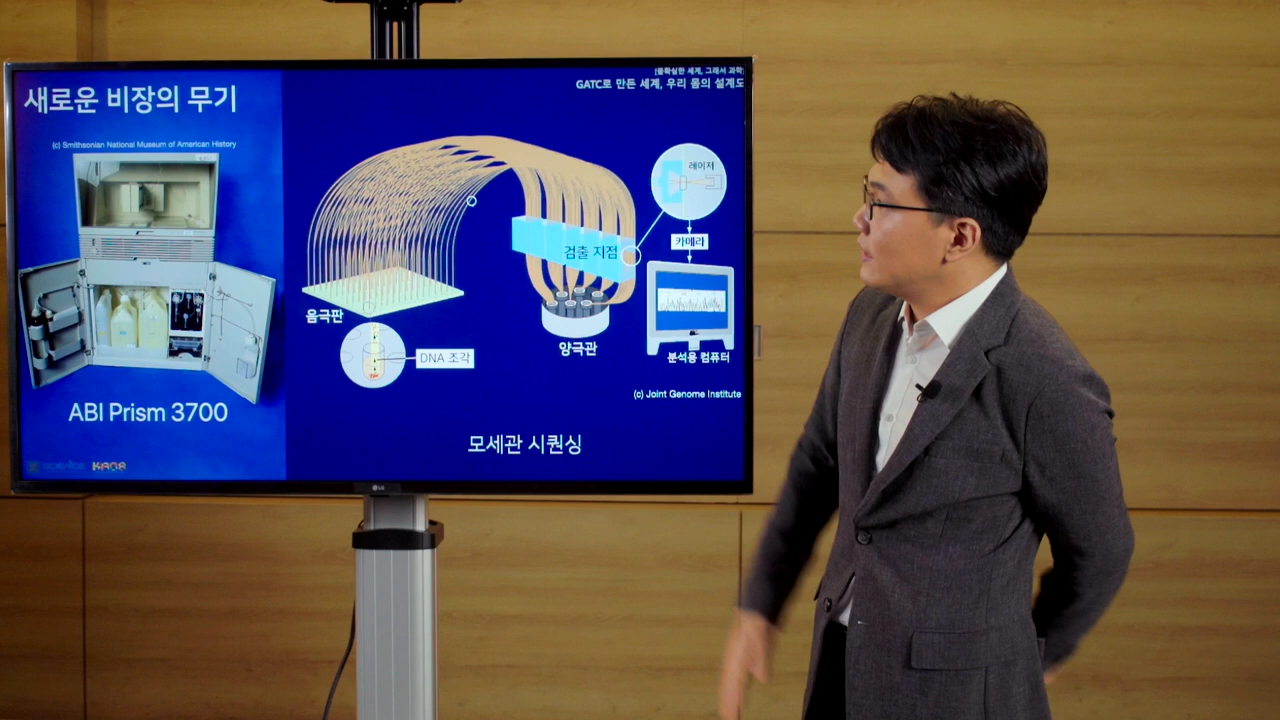 새로운 비장의 무기
(c) Smithsonian National Museum of American History
ABI Prism 3700
SCIENCE
KAOS
[불확실한 세계, 그래서 과학]
GATC로 만든 세계, 우리 몸의 설계도
레이저
카메라
검출 지점
음극판
DNA 조각
양극관
분석용 컴퓨터
(c) Joint Genome Institute
모세관 시퀀싱
LG